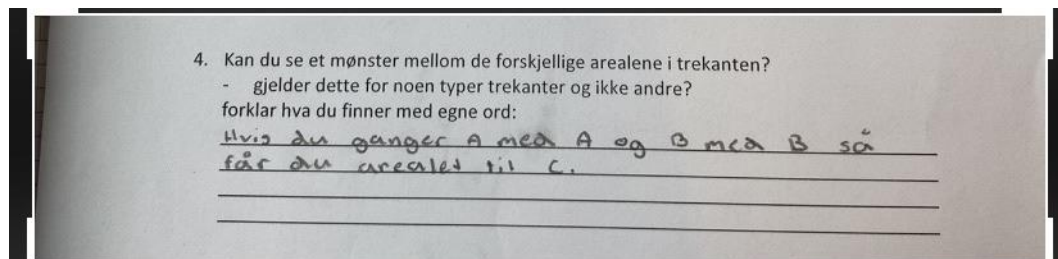 4. Kan du se et mønster mellom de forskjellige arealene i trekanten?
- gjelder dette for noen typer trekanter og ikke andre?
forklar hva du finner med egne ord:
Hvis du ganger A med A og B med B så
får du arealet til C.